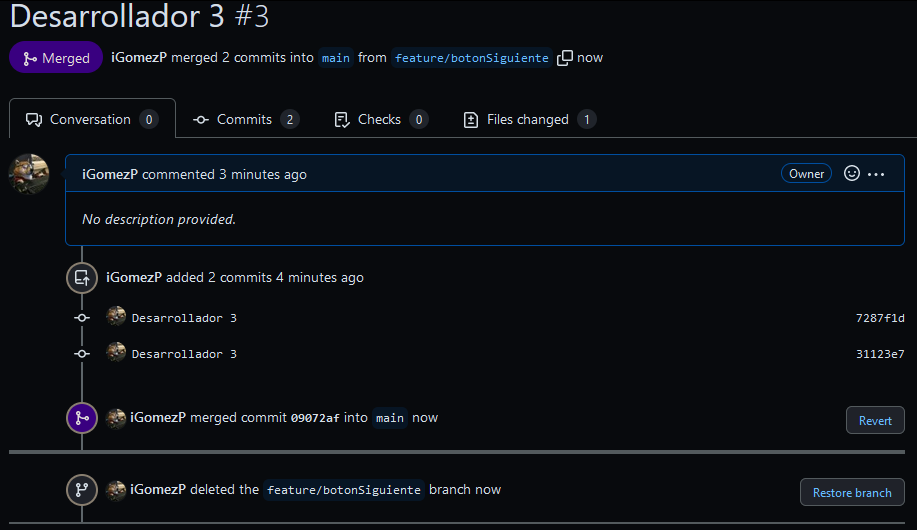 Desarrollador 3 #3
Merged iGomezP merged 2 commits into main from feature/botonSiguiente now
Conversation 0 Commits 2 Checks 0 Files changed 1
iGomezP commented 3 minutes ago Owner
No description provided.
iGomezP added 2 commits 4 minutes ago
Desarrollador 3 7287f1d
Desarrollador 3 31123e7
iGomezP merged commit 09072af into main now Revert
iGomezP deleted the feature/botonSiguiente branch now Restore branch